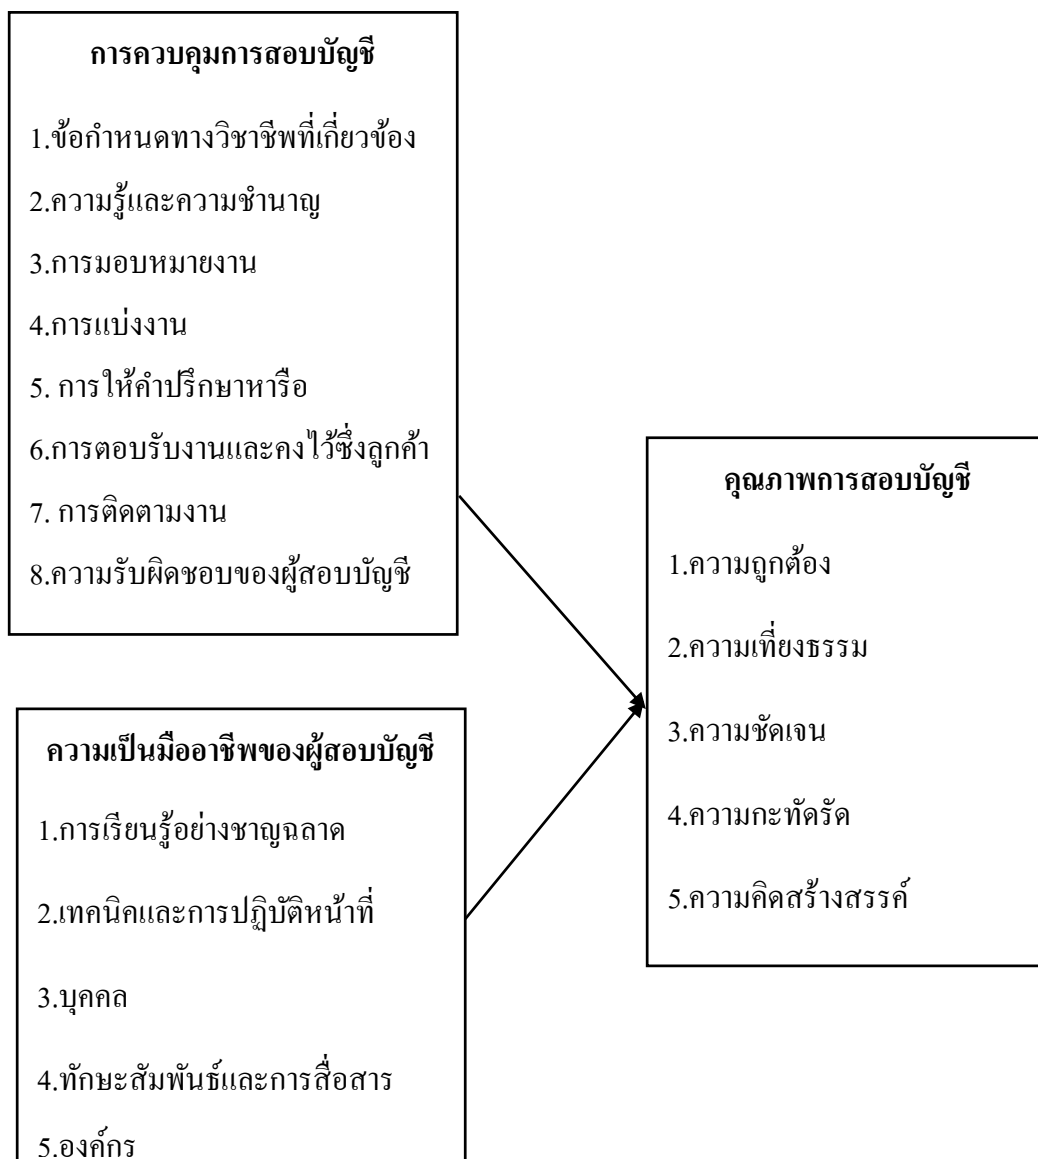 การควบคุมการสอบบัญชี
1.ข้อกำหนดทางวิชาชีพที่เกี่ยวข้อง
2.ความรู้และความชำนาญ
3.การมอบหมายงาน
4.การแบ่งงาน
5. การให้คำปรึกษาหารือ
6.การตอบรับงานและคงไว้ซึ่งลูกค้า
7. การติดตามงาน
8.ความรับผิดชอบของผู้สอบบัญชี
ความเป็นมืออาชีพของผู้สอบบัญชี
1.การเรียนรู้อย่างชาญฉลาด
2.เทคนิคและการปฏิบัติหน้าที่
3.บุคคล
4.ทักษะสัมพันธ์และการสื่อสาร
5.องค์กร
คุณภาพการสอบบัญชี
1.ความถูกต้อง
2.ความเที่ยงธรรม
3.ความชัดเจน
4.ความกะทัดรัด
5.ความคิดสร้างสรรค์